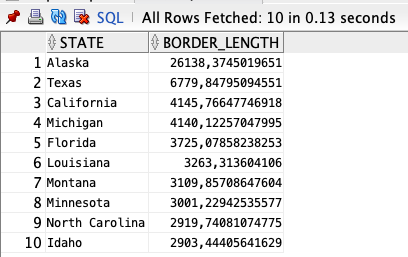 SQL | All Rows Fetched: 10 in 0.13 seconds
STATE BORDER_LENGTH
1 Alaska 26138,3745019651
2 Texas 6779,84795094551
3 California 4145,76647746918
4 Michigan 4140,12257047995
5 Florida 3725,07858238253
6 Louisiana 3263,313604106
7 Montana 3109,85708647604
8 Minnesota 3001,22942535577
9 North Carolina 2919,74081074775
10 Idaho 2903,44405641629